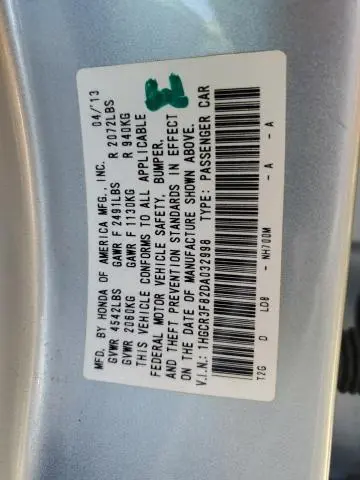 MFD. BY HONDA OF AMERICA MFG., INC. 04/13
GVWR 4542LBS GAWR F 2491LBS R 2072LBS
GVWR 2060KG GAWR F 1130KG R 940KG
THIS VEHICLE CONFORMS TO ALL APPLICABLE
FEDERAL MOTOR VEHICLE SAFETY, BUMPER,
AND THEFT PREVENTION STANDARDS IN EFFECT
ON THE DATE OF MANUFACTURE SHOWN ABOVE.
V.I.N.: 1HGCR3F82DA032998 PASSENGER CAR
T2G D LD8 - NH700M - A - A